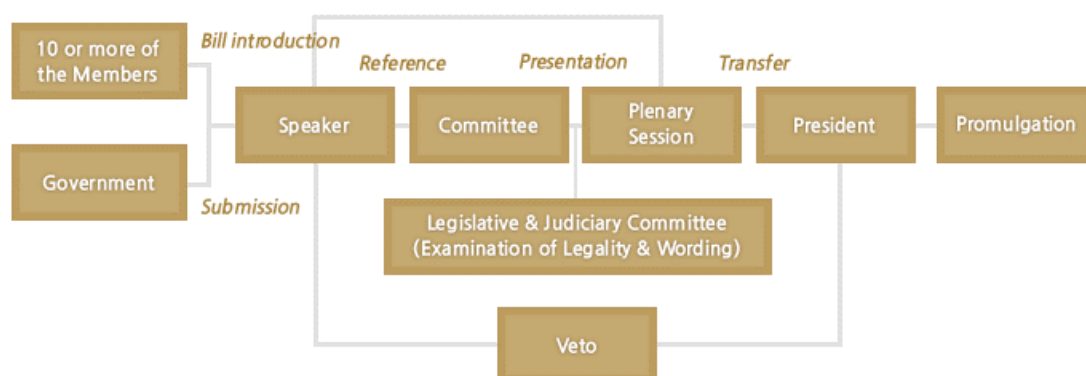 10 or more of
the Members
Bill introduction
Reference
Presentation
Transfer
Speaker
Committee
Plenary
Session
President
Promulgation
Government
Submission
Legislative & Judiciary Committee
(Examination of Legality & Wording)
Veto